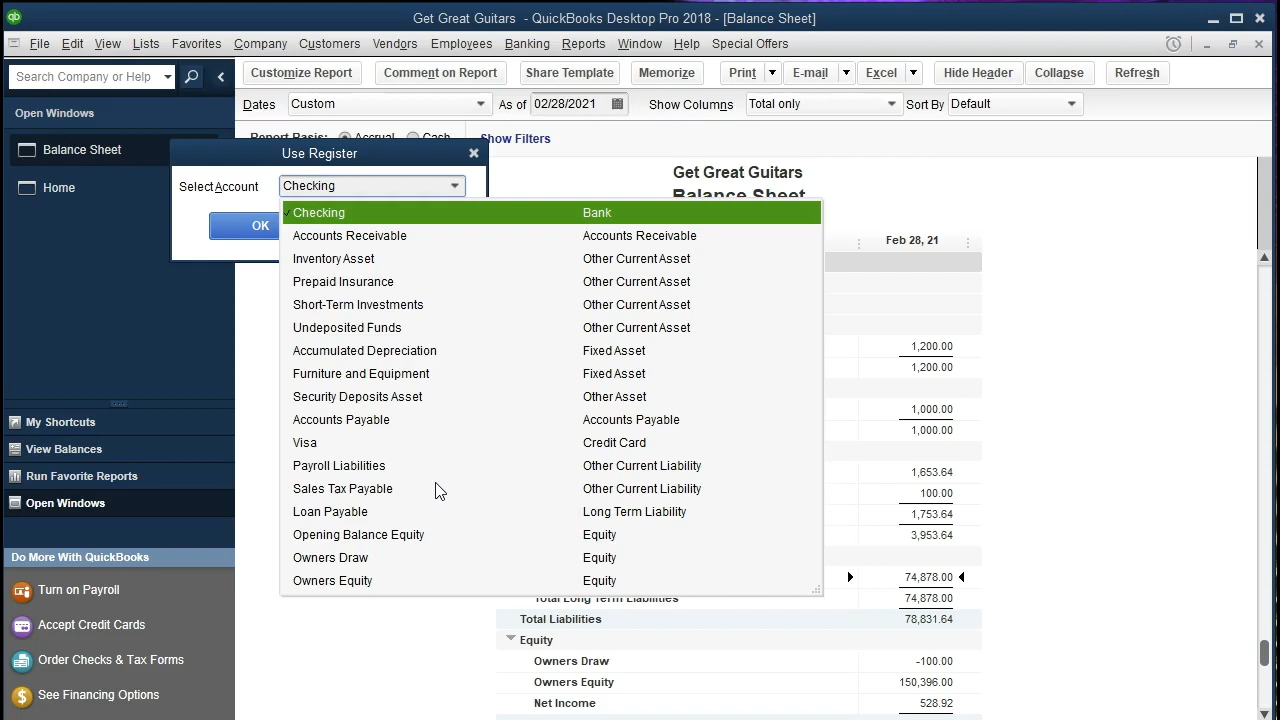 Get Great Guitars - QuickBooks Desktop Pro 2018 - [Balance Sheet]
File Edit View Lists Favorites Company Customers Vendors Employees Banking Reports Window Help Special Offers
Search Company or Help
Customize Report Comment on Report Share Template Memorize Print E-mail Excel Hide Header Collapse Refresh
Dates Custom As of 02/28/2021 Show Columns Total only Sort By Default
Open Windows
Report Basis: Accrual Cash Show Filters
Balance Sheet
Home
Use Register
Select Account Checking
OK
Get Great Guitars
Balance Sheet
Feb 28, 21
Checking Bank
Accounts Receivable Accounts Receivable
Inventory Asset Other Current Asset
Prepaid Insurance Other Current Asset
Short-Term Investments Other Current Asset
Undeposited Funds Other Current Asset
Accumulated Depreciation Fixed Asset
Furniture and Equipment Fixed Asset
Security Deposits Asset Other Asset
Accounts Payable Accounts Payable
Visa Credit Card
Payroll Liabilities Other Current Liability
Sales Tax Payable Other Current Liability
Loan Payable Long Term Liability
Opening Balance Equity Equity
Owners Draw Equity
Owners Equity Equity
1,200.00
1,200.00
1,000.00
1,000.00
1,653.64
100.00
1,753.64
3,953.64
74,878.00
Total Long Term Liabilities 74,878.00
Total Liabilities 78,831.64
Equity
Owners Draw -100.00
Owners Equity 150,396.00
Net Income 528.92
My Shortcuts
View Balances
Run Favorite Reports
Open Windows
Do More With QuickBooks
Turn on Payroll
Accept Credit Cards
Order Checks & Tax Forms
See Financing Options